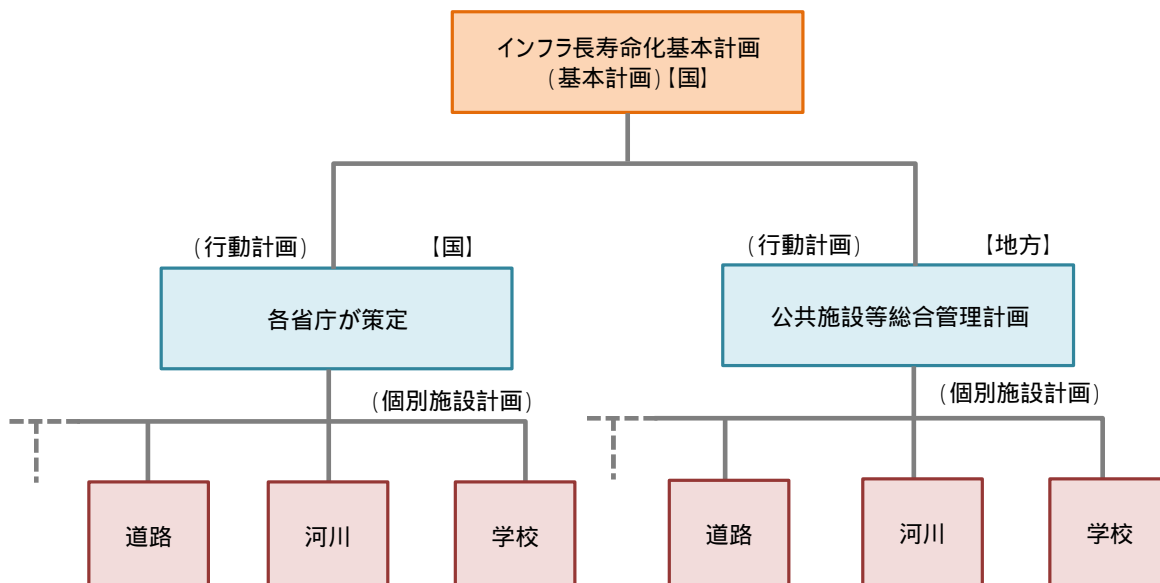 インフラ長寿命化基本計画
(基本計画)【国】
(行動計画)
【国】
(行動計画)
【地方】
各省庁が策定
公共施設等総合管理計画
(個別施設計画)
(個別施設計画)
道路
河川
学校
道路
河川
学校